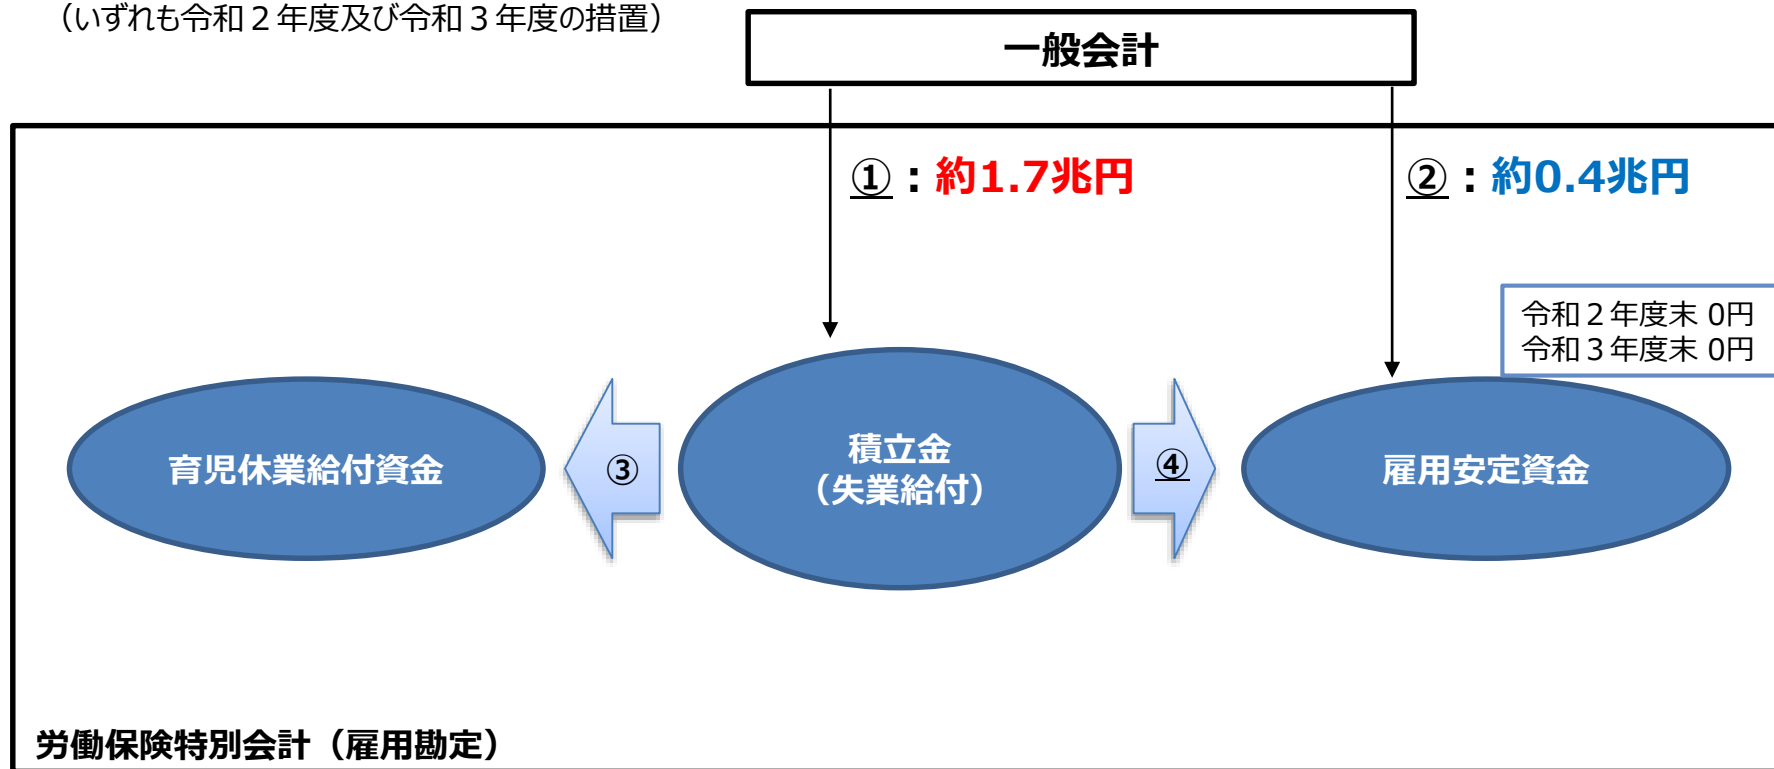 （いずれも令和２年度及び令和３年度の措置）
一般会計
①：約1.7兆円
②：約0.4兆円
令和２年度末 0円
令和３年度末 0円
育児休業給付資金
③
積立金
（失業給付）
④
雇用安定資金
労働保険特別会計（雇用勘定）